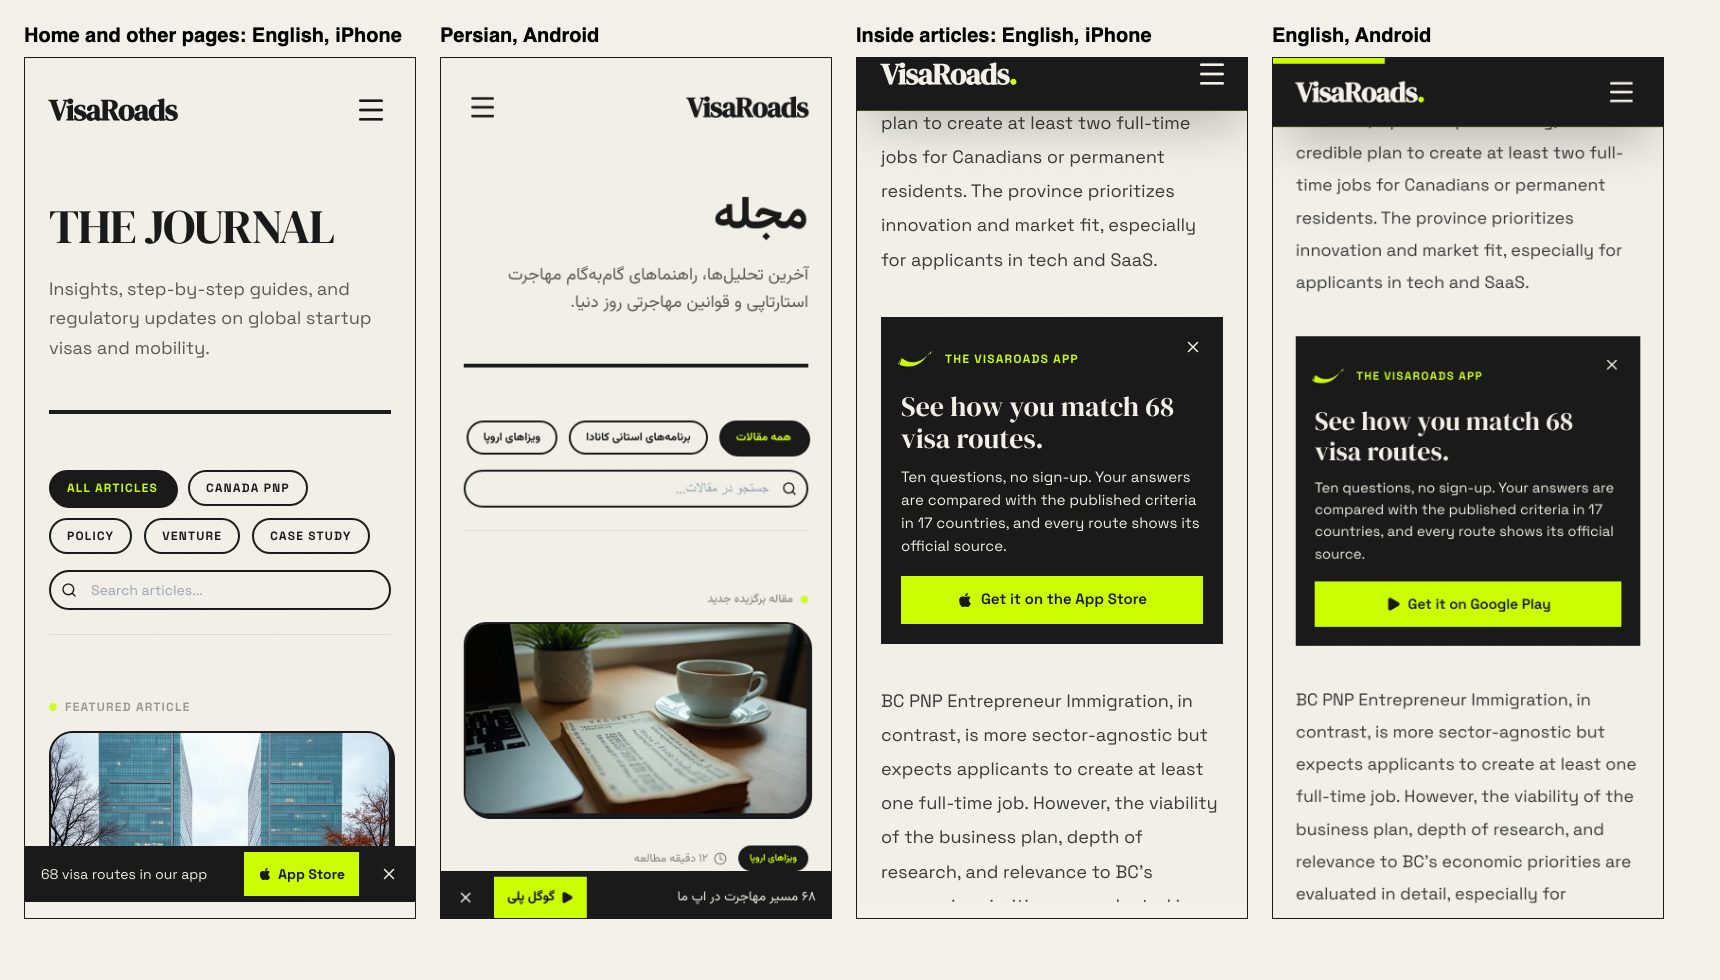 Home and other pages: English, iPhone
VisaRoads
THE JOURNAL
Insights, step-by-step guides, and
regulatory updates on global startup
visas and mobility.
ALL ARTICLES
CANADA PNP
POLICY
VENTURE
CASE STUDY
Search articles...
FEATURED ARTICLE
68 visa routes in our app
App Store
Persian, Android
VisaRoads
مجله
آخرین تحلیل‌ها، راهنماهای گام‌به‌گام مهاجرت
استارتاپی و قوانین مهاجرتی روز دنیا.
همه مقالات
برنامه‌های استانی کانادا
ویزاهای اروپا
جستجو در مقالات...
مقاله برگزیده جدید
ویزاهای اروپا
۱۲ دقیقه مطالعه
۶۸ مسیر مهاجرت در اپ ما
گوگل پلی
Inside articles: English, iPhone
VisaRoads.
plan to create at least two full-time
jobs for Canadians or permanent
residents. The province prioritizes
innovation and market fit, especially
for applicants in tech and SaaS.
THE VISAROADS APP
See how you match 68
visa routes.
Ten questions, no sign-up. Your answers
are compared with the published criteria
in 17 countries, and every route shows its
official source.
Get it on the App Store
BC PNP Entrepreneur Immigration, in
contrast, is more sector-agnostic but
expects applicants to create at least
one full-time job. However, the viability
of the business plan, depth of
research, and relevance to BC's
English, Android
VisaRoads.
credible plan to create at least two full-
time jobs for Canadians or permanent
residents. The province prioritizes
innovation and market fit, especially for
applicants in tech and SaaS.
THE VISAROADS APP
See how you match 68
visa routes.
Ten questions, no sign-up. Your answers are
compared with the published criteria in 17
countries, and every route shows its official
source.
Get it on Google Play
BC PNP Entrepreneur Immigration, in
contrast, is more sector-agnostic but
expects applicants to create at least one
full-time job. However, the viability of the
business plan, depth of research, and
relevance to BC's economic priorities are
evaluated in detail, especially for